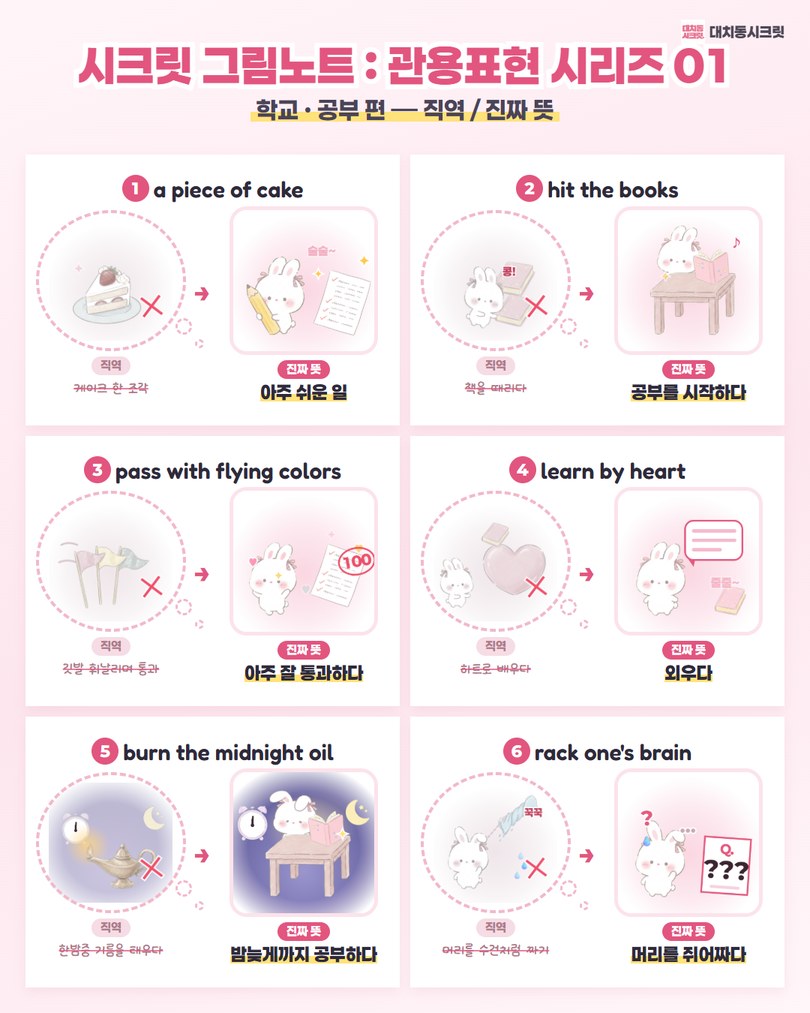 대치동
시크릿
대치동시크릿
시크릿 그림노트 : 관용표현 시리즈 01
학교 · 공부 편 — 직역 / 진짜 뜻
1 a piece of cake
술술~
직역
케이크 한 조각
진짜 뜻
아주 쉬운 일
2 hit the books
콩!
직역
책을 때리다
진짜 뜻
공부를 시작하다
3 pass with flying colors
100
직역
깃발 휘날리며 통과
진짜 뜻
아주 잘 통과하다
4 learn by heart
술술~
직역
하트로 배우다
진짜 뜻
외우다
5 burn the midnight oil
직역
한밤중 기름을 태우다
진짜 뜻
밤늦게까지 공부하다
6 rack one's brain
꾹꾹
?
Q.
???
직역
머리를 수건처럼 짜기
진짜 뜻
머리를 쥐어짜다